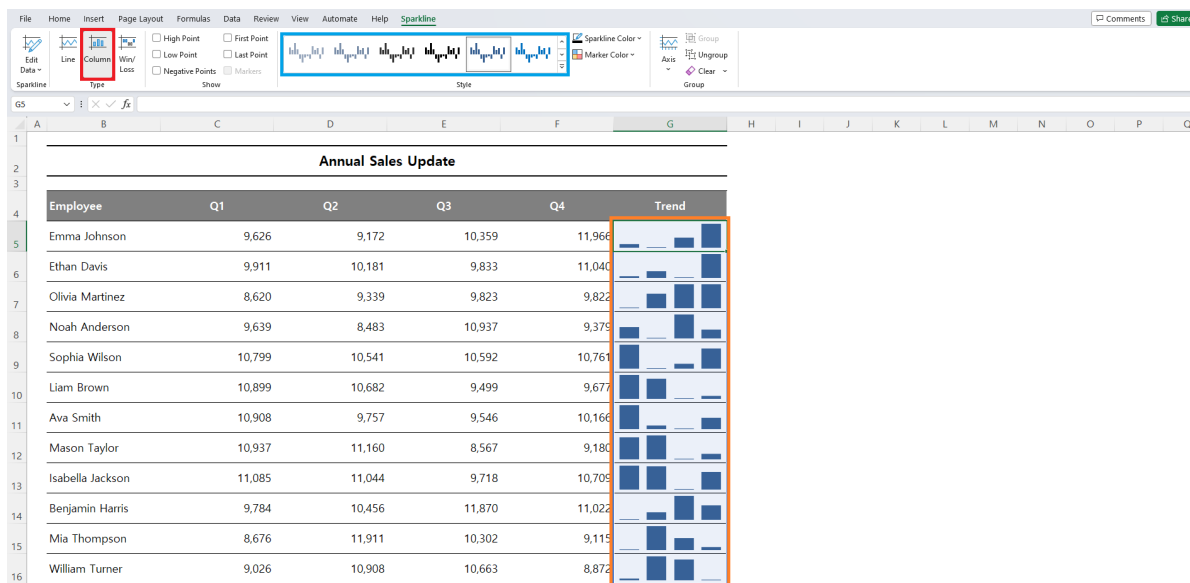 File Home Insert Page Layout Formulas Data Review View Automate Help Sparkline Comments Share
Edit Data Line Column Win/Loss High Point First Point Sparkline Color Axis Group
Low Point Last Point Marker Color Ungroup
Negative Points Markers Clear
Sparkline Type Show Style Group
G5 fx
A B C D E F G H I J K L M N O P Q
1
2 Annual Sales Update
3
4 Employee Q1 Q2 Q3 Q4 Trend
5 Emma Johnson 9,626 9,172 10,359 11,966
6 Ethan Davis 9,911 10,181 9,833 11,040
7 Olivia Martinez 8,620 9,339 9,823 9,822
8 Noah Anderson 9,639 8,483 10,937 9,379
9 Sophia Wilson 10,799 10,541 10,592 10,761
10 Liam Brown 10,899 10,682 9,499 9,677
11 Ava Smith 10,908 9,757 9,546 10,166
12 Mason Taylor 10,937 11,160 8,567 9,180
13 Isabella Jackson 11,085 11,044 9,718 10,709
14 Benjamin Harris 9,784 10,456 11,870 11,022
15 Mia Thompson 8,676 11,911 10,302 9,115
16 William Turner 9,026 10,908 10,663 8,872